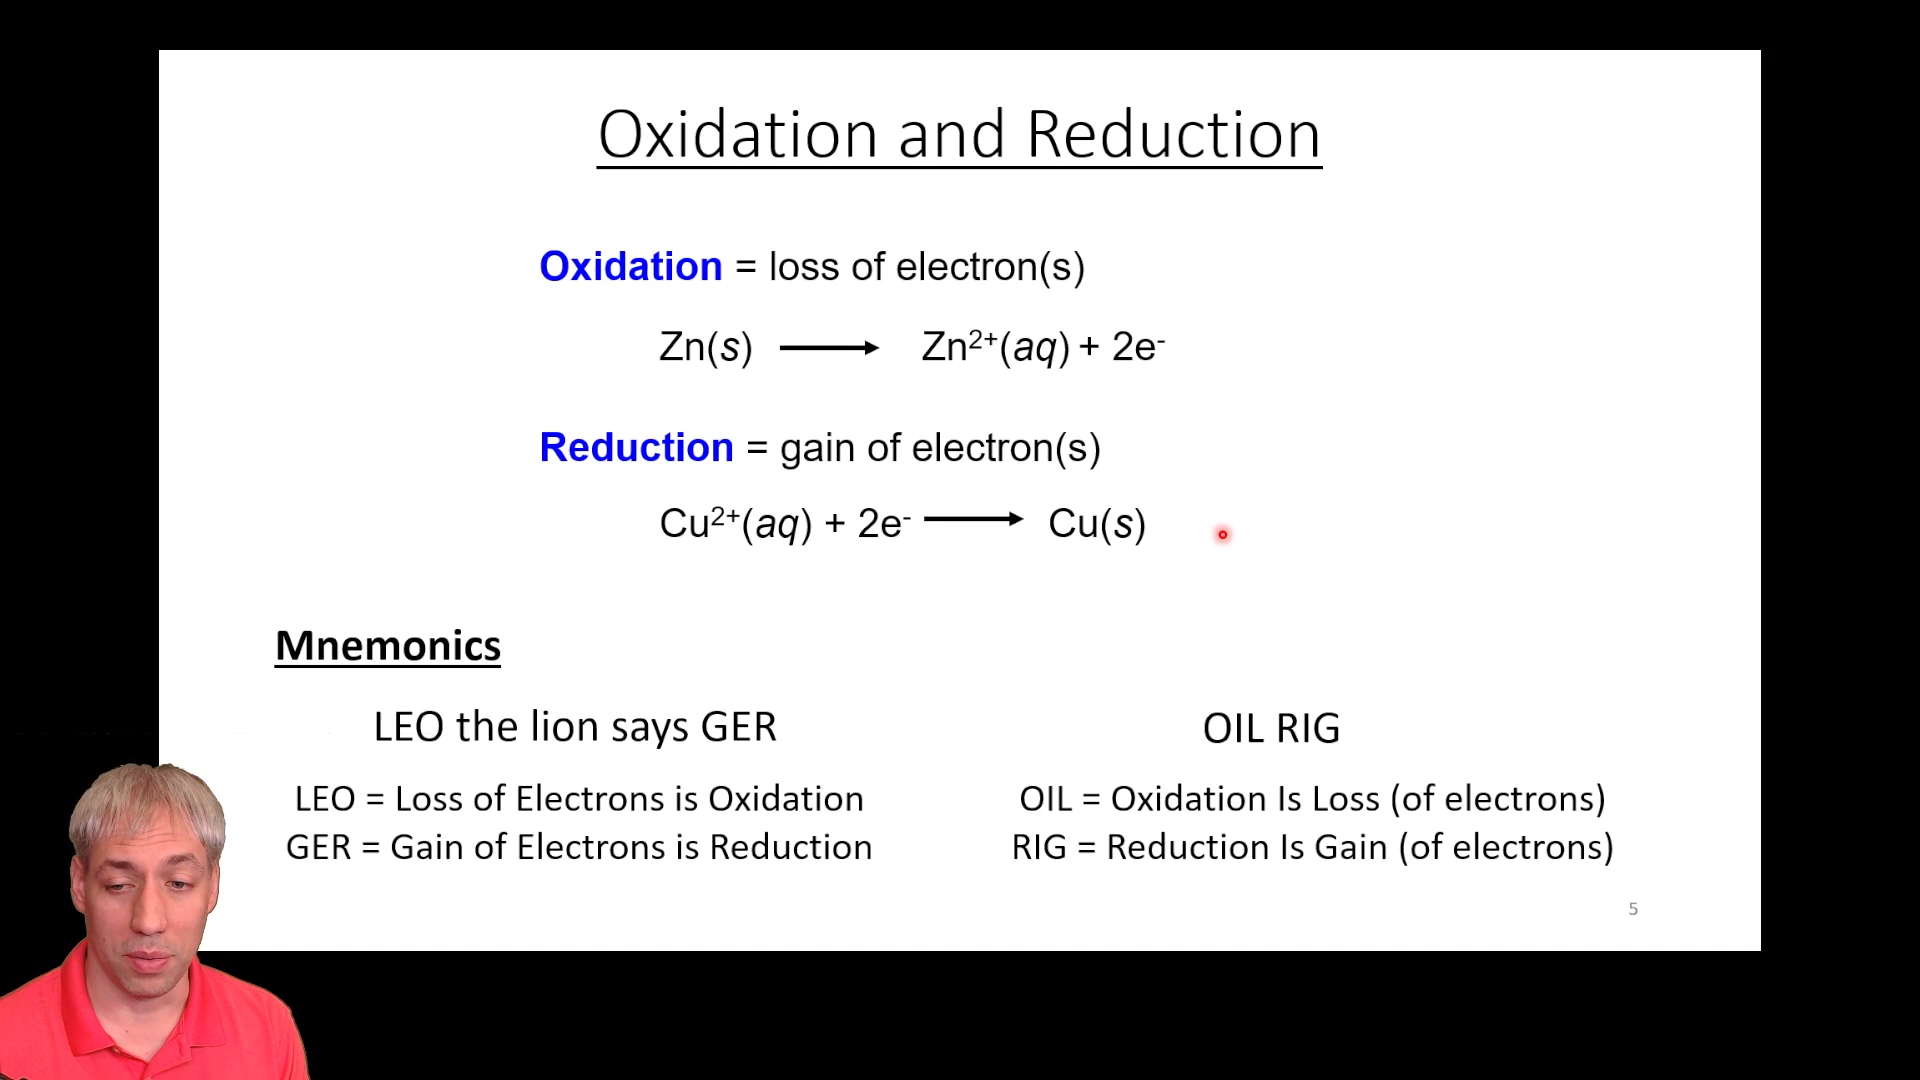 Oxidation and Reduction
Oxidation = loss of electron(s)
Zn(s) ⟶ Zn²⁺(aq) + 2e⁻
Reduction = gain of electron(s)
Cu²⁺(aq) + 2e⁻ ⟶ Cu(s)
Mnemonics
LEO the lion says GER
LEO = Loss of Electrons is Oxidation
GER = Gain of Electrons is Reduction
OIL RIG
OIL = Oxidation Is Loss (of electrons)
RIG = Reduction Is Gain (of electrons)
5